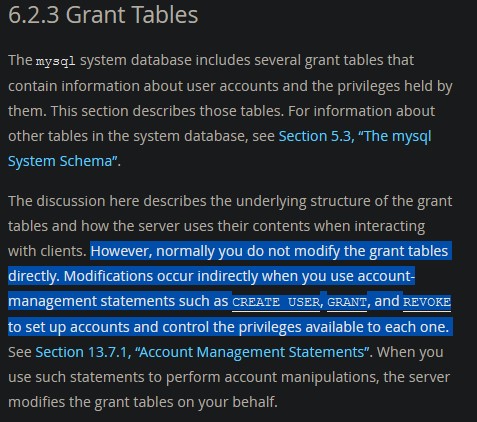 6.2.3 Grant Tables
The mysql system database includes several grant tables that
contain information about user accounts and the privileges held by
them. This section describes those tables. For information about
other tables in the system database, see Section 5.3, “The mysql
System Schema”.
The discussion here describes the underlying structure of the grant
tables and how the server uses their contents when interacting
with clients. However, normally you do not modify the grant tables
directly. Modifications occur indirectly when you use account-
management statements such as CREATE USER, GRANT, and REVOKE
to set up accounts and control the privileges available to each one.
See Section 13.7.1, “Account Management Statements”. When you
use such statements to perform account manipulations, the server
modifies the grant tables on your behalf.